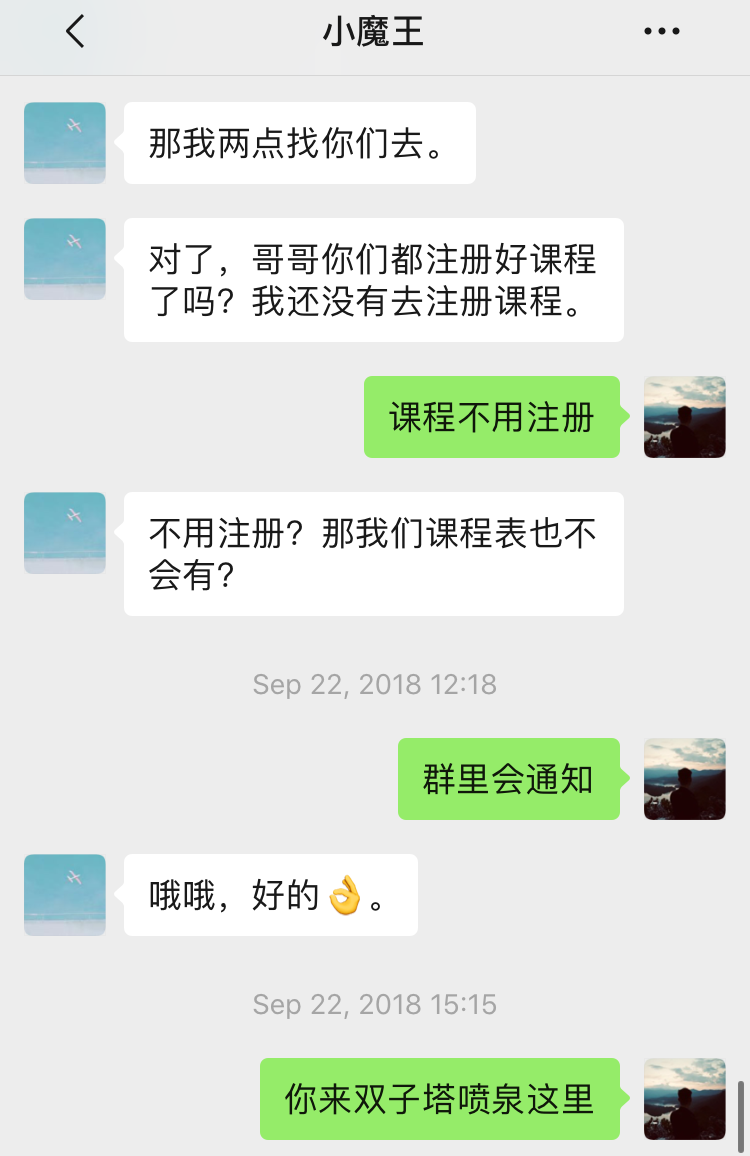 小魔王
那我两点找你们去。
对了，哥哥你们都注册好课程
了吗？我还没有去注册课程。
课程不用注册
不用注册？那我们课程表也不
会有？
Sep 22, 2018 12:18
群里会通知
哦哦，好的👌。
Sep 22, 2018 15:15
你来双子塔喷泉这里